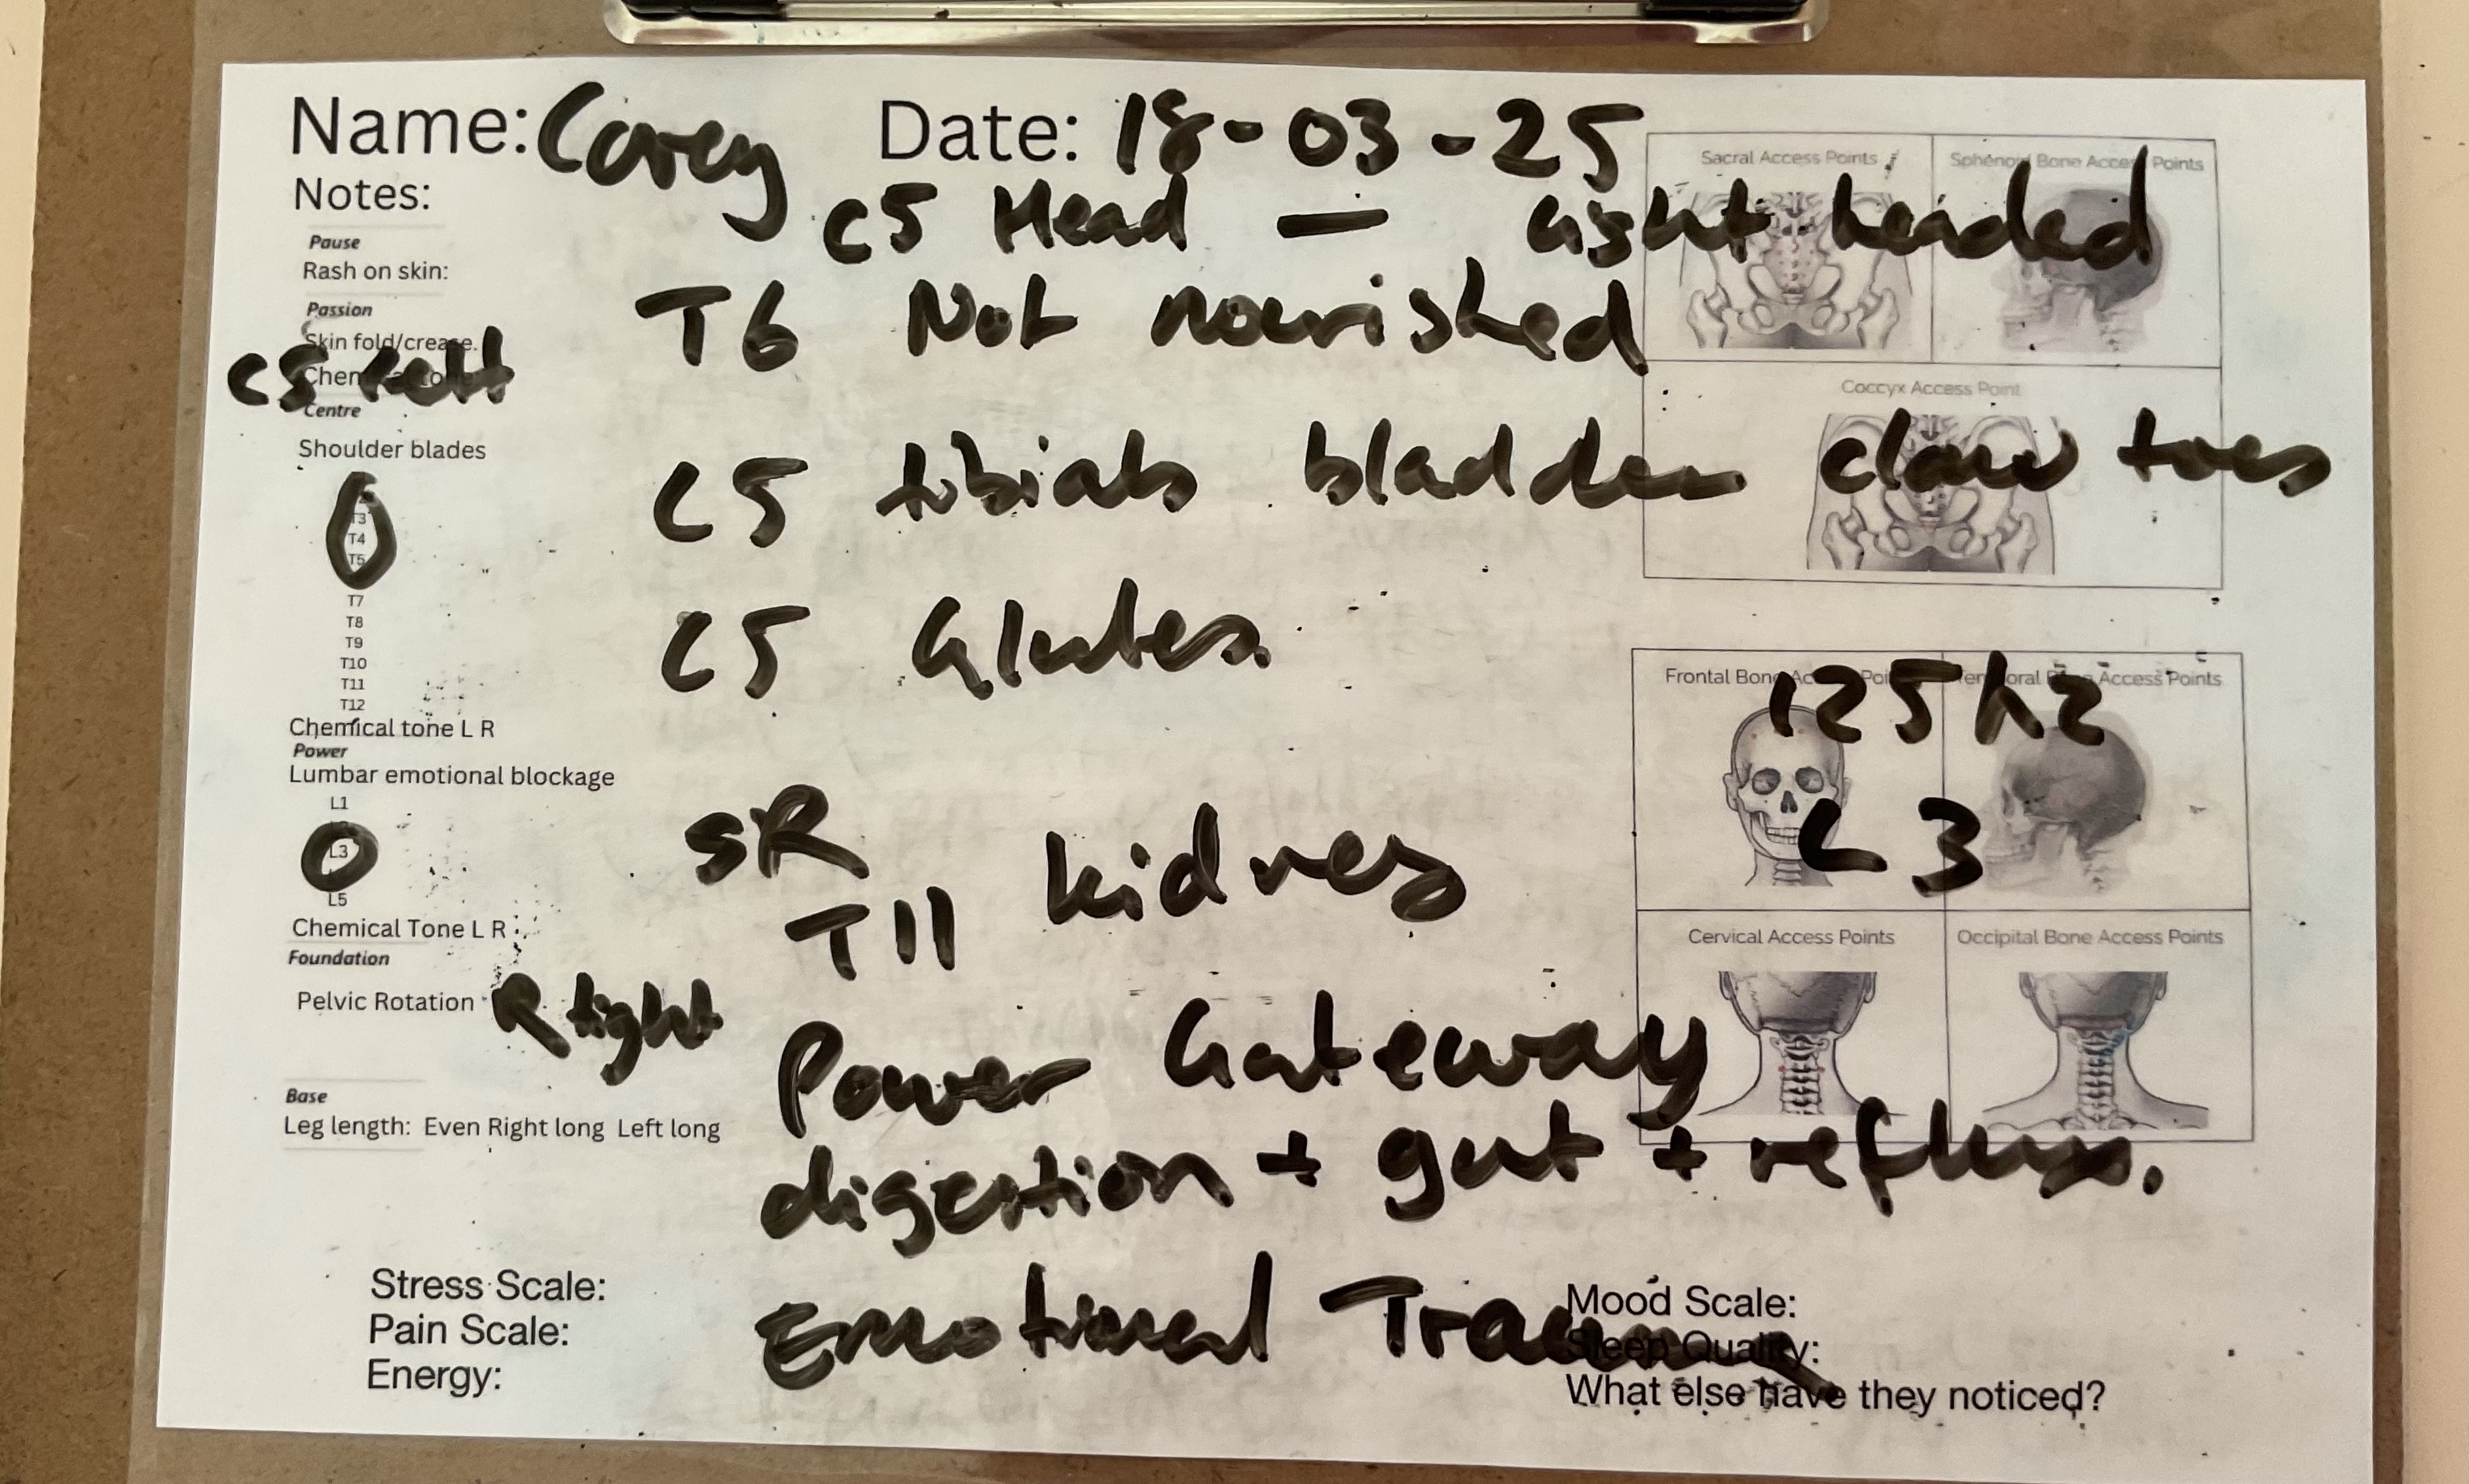 Name: Corey Date: 18-03-25
Notes:
C5 Head — Light headed
Sacral Access Points
Sphenoid Bone Access Points
Pause
Rash on skin:
T6 Not nourished
Passion
Skin fold/crease.
C5 Left
Centre
Coccyx Access Point
Shoulder blades
C5 tibials bladder claw toes
T3
T4
T5
T7
T8
T9
T10
T11
T12
C5 Glutes.
Frontal Bone Access Points
Temporal Bone Access Points
125hz
Chemical tone L R
Power
Lumbar emotional blockage
L1
L3
L5
SR
T11 kidney
L3
Chemical Tone L R
Foundation
Cervical Access Points
Occipital Bone Access Points
Pelvic Rotation R tight
Power Gateway
Base
Leg length: Even Right long Left long
digestion + gut + reflux.
Stress Scale:
Pain Scale:
Energy:
Emotional Trauma
Mood Scale:
Sleep Quality:
What else have they noticed?